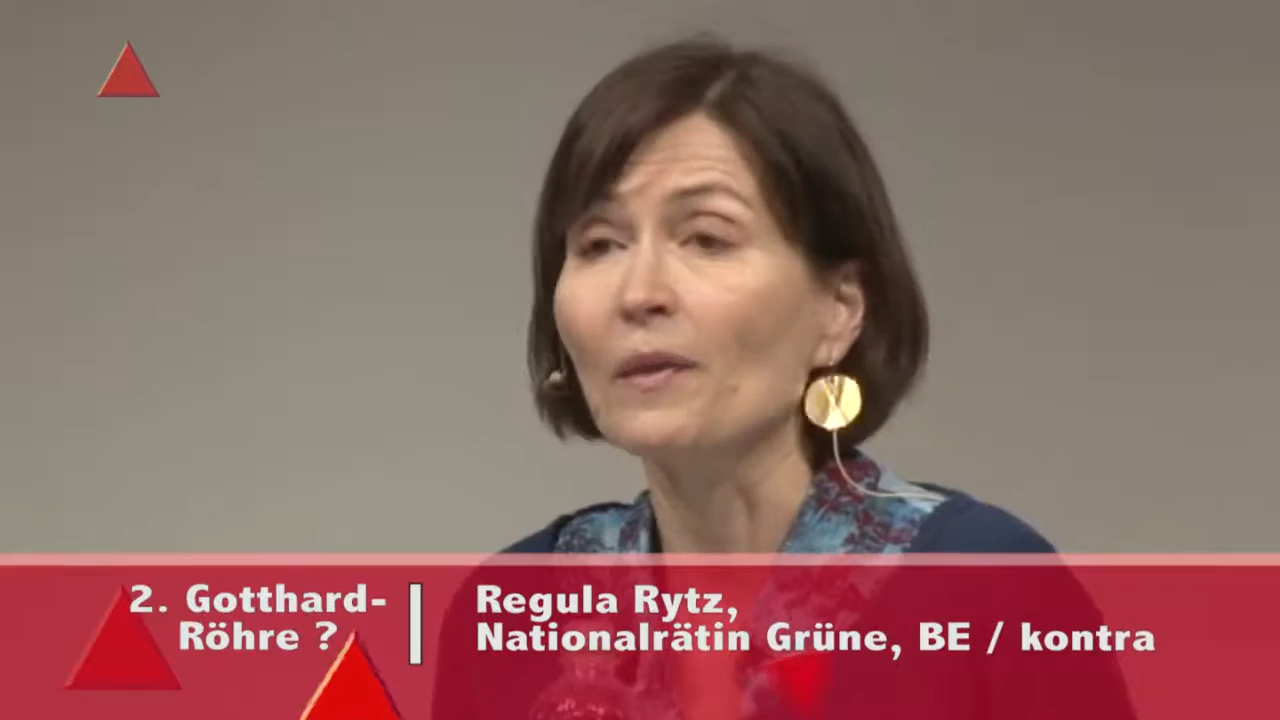 2. Gotthard-
Röhre ?
Regula Rytz,
Nationalrätin Grüne, BE / kontra